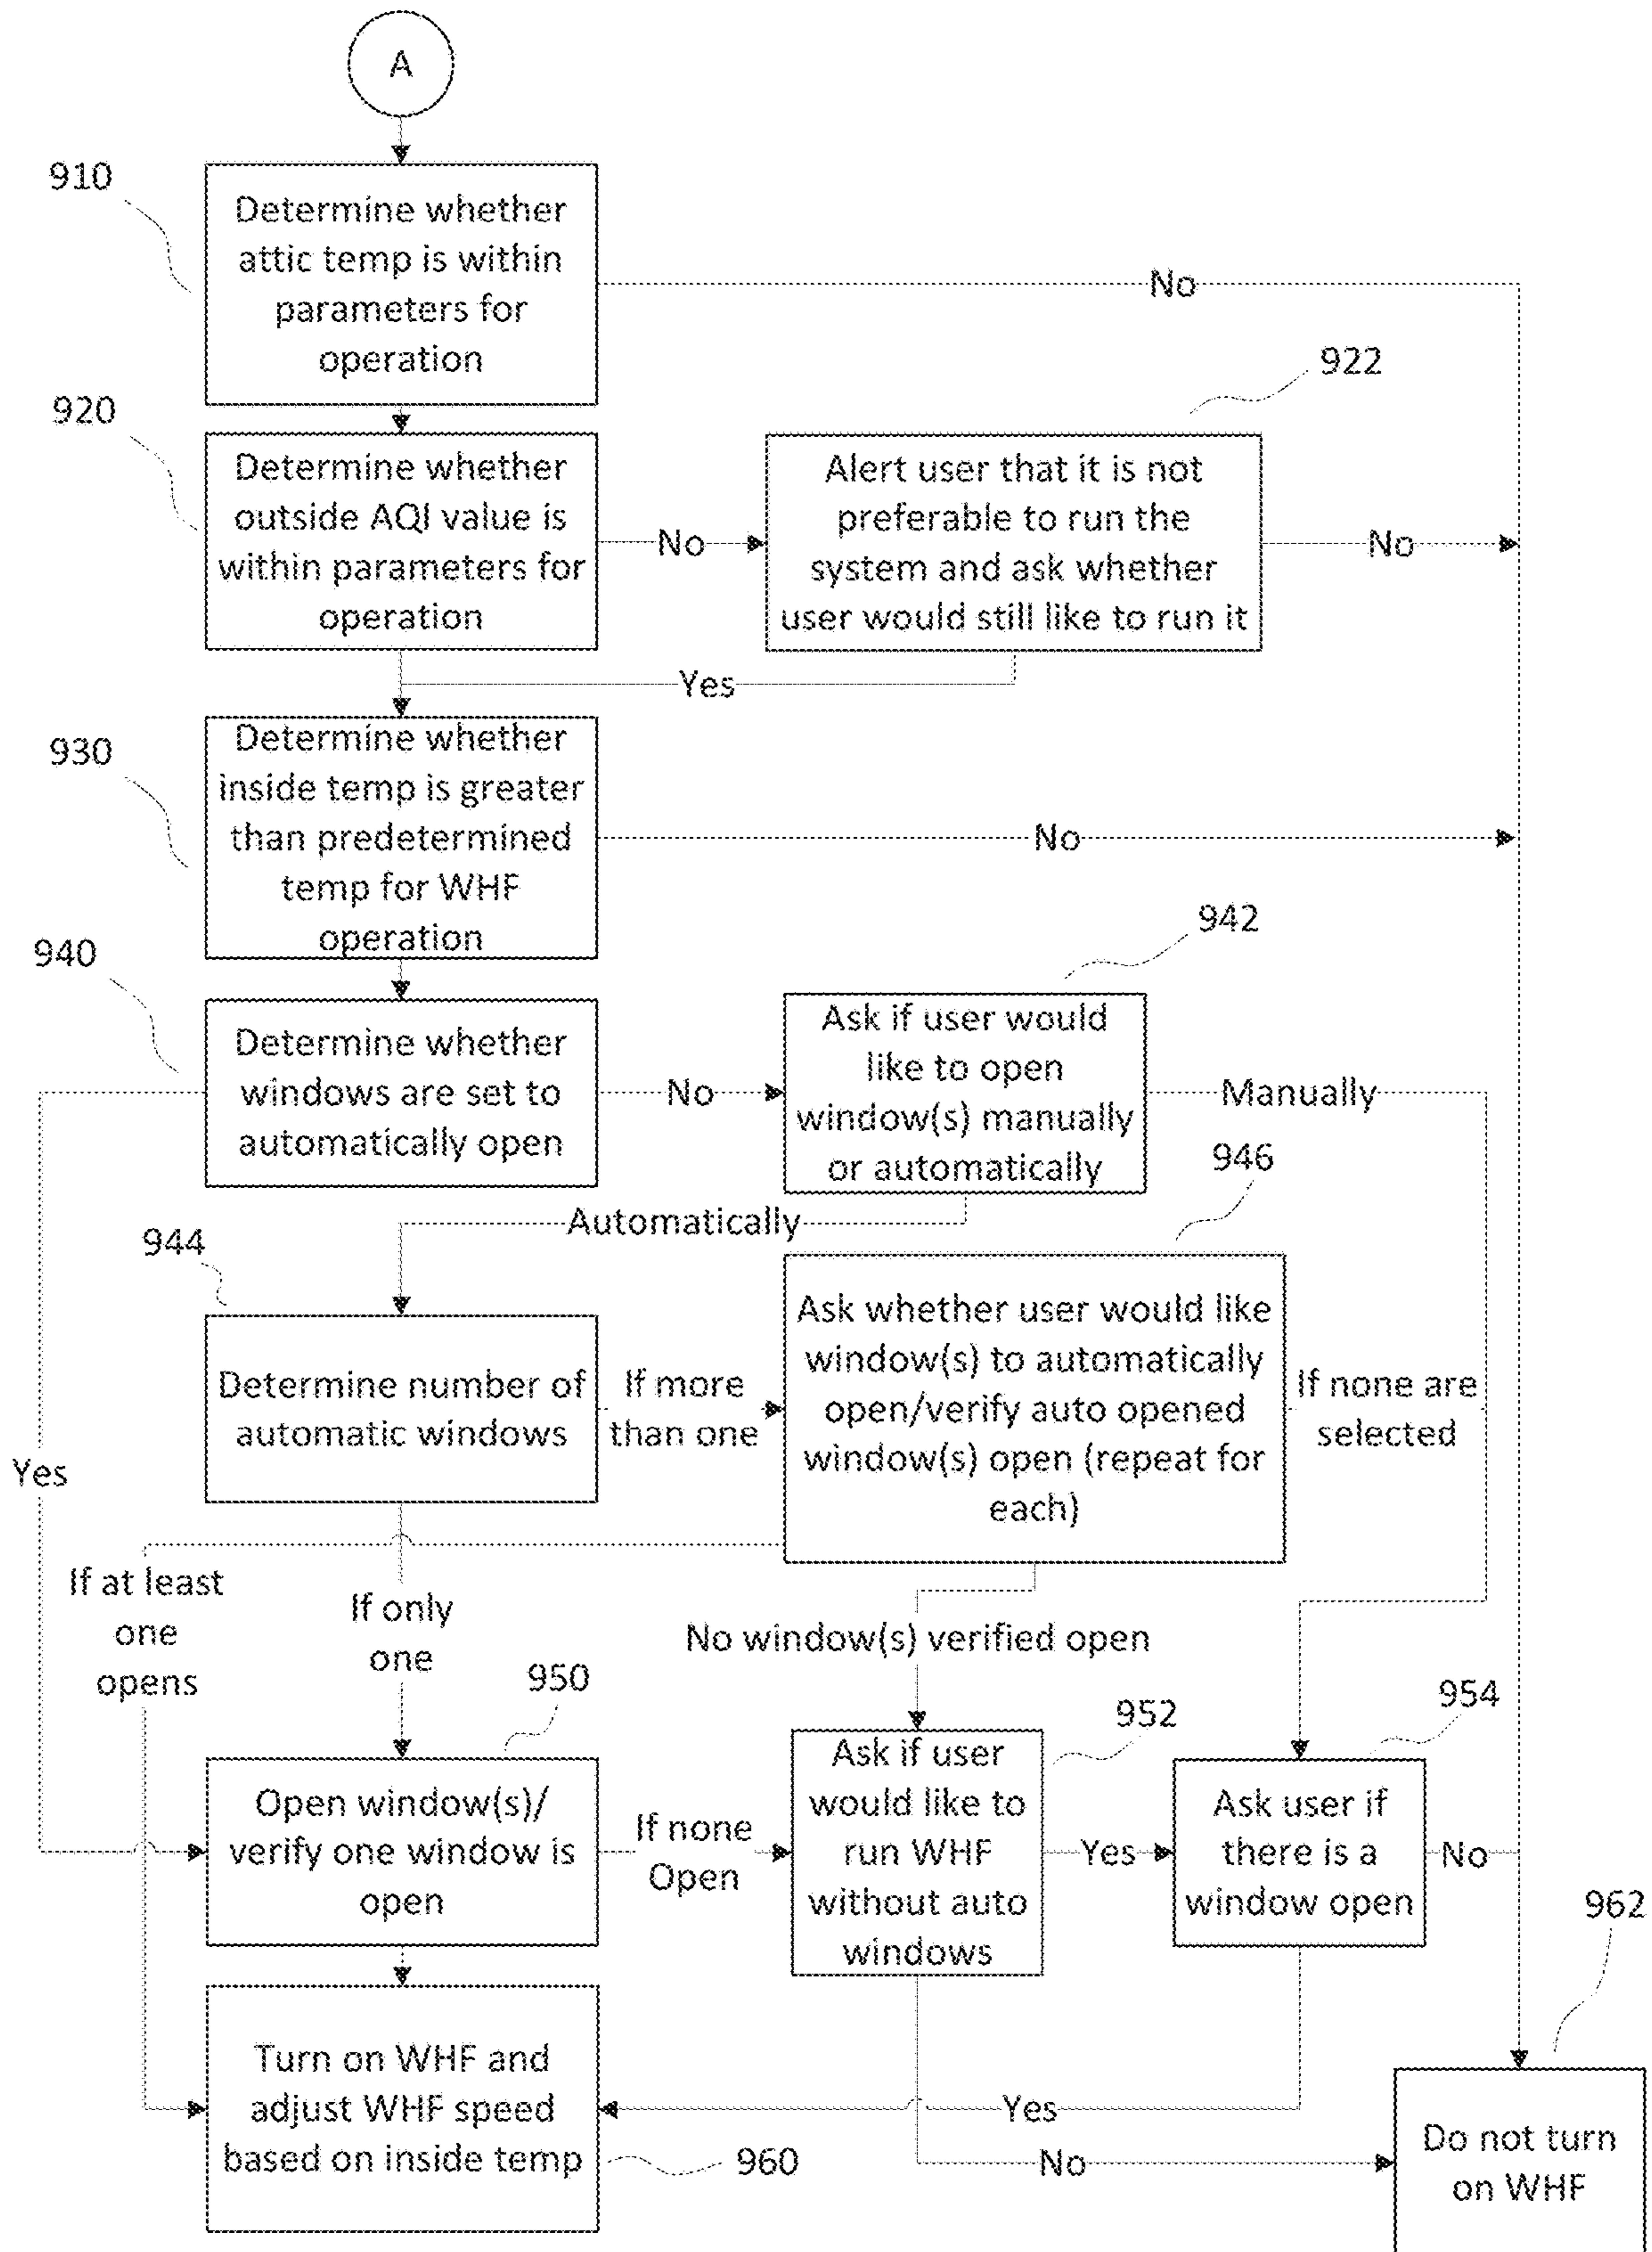 A
910
Determine whether
attic temp is within
parameters for
operation
No
922
920
Determine whether
outside AQI value is
within parameters for
operation
No
Alert user that it is not
preferable to run the
system and ask whether
user would still like to run it
No
Yes
930
Determine whether
inside temp is greater
than predetermined
temp for WHF
operation
No
942
940
Determine whether
windows are set to
automatically open
No
Ask if user would
like to open
window(s) manually
or automatically
Manually
946
Automatically
944
Determine number of
automatic windows
If more
than one
Ask whether user would like
window(s) to automatically
open/verify auto opened
window(s) open (repeat for
each)
If none are
selected
Yes
If at least
one
opens
If only
one
No window(s) verified open
950
952
954
Open window(s)/
verify one window is
open
If none
Open
Ask if user
would like to
run WHF
without auto
windows
Yes
Ask user if
there is a
window open
No
962
Turn on WHF and
adjust WHF speed
based on inside temp
960
Yes
No
Do not turn
on WHF